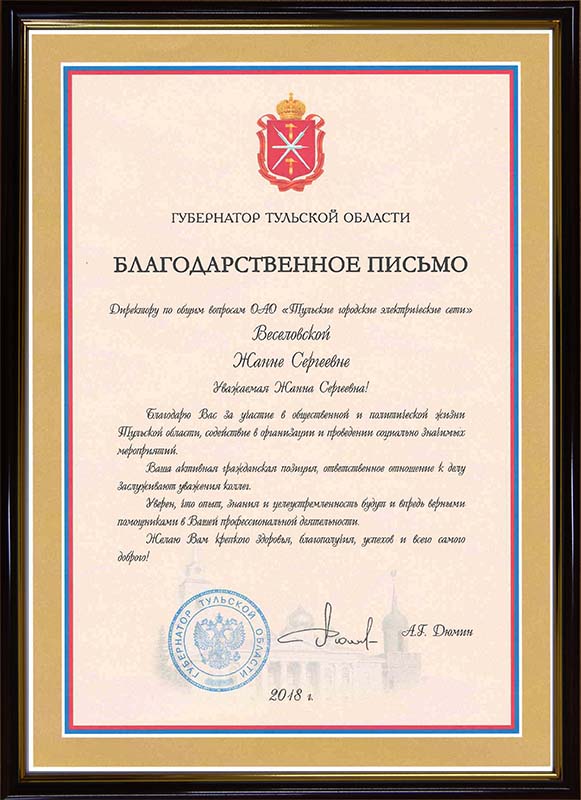 ГУБЕРНАТОР ТУЛЬСКОЙ ОБЛАСТИ
БЛАГОДАРСТВЕННОЕ ПИСЬМО
Директору по общим вопросам ОАО «Тульские городские электрические сети»
Веселовской
Жанне Сергеевне
Уважаемая Жанна Сергеевна!
Благодарю Вас за участие в общественной и политической жизни
Тульской области, содействие в организации и проведении социально значимых
мероприятий.
Ваша активная гражданская позиция, ответственное отношение к делу
заслуживают уважения коллег.
Уверен, что опыт, знания и целеустремленность будут и впредь верными
помощниками в Вашей профессиональной деятельности.
Желаю Вам крепкого здоровья, благополучия, успехов и всего самого
доброго!
ГУБЕРНАТОР ТУЛЬСКОЙ ОБЛАСТИ
А.Г. Дюмин
2018 г.